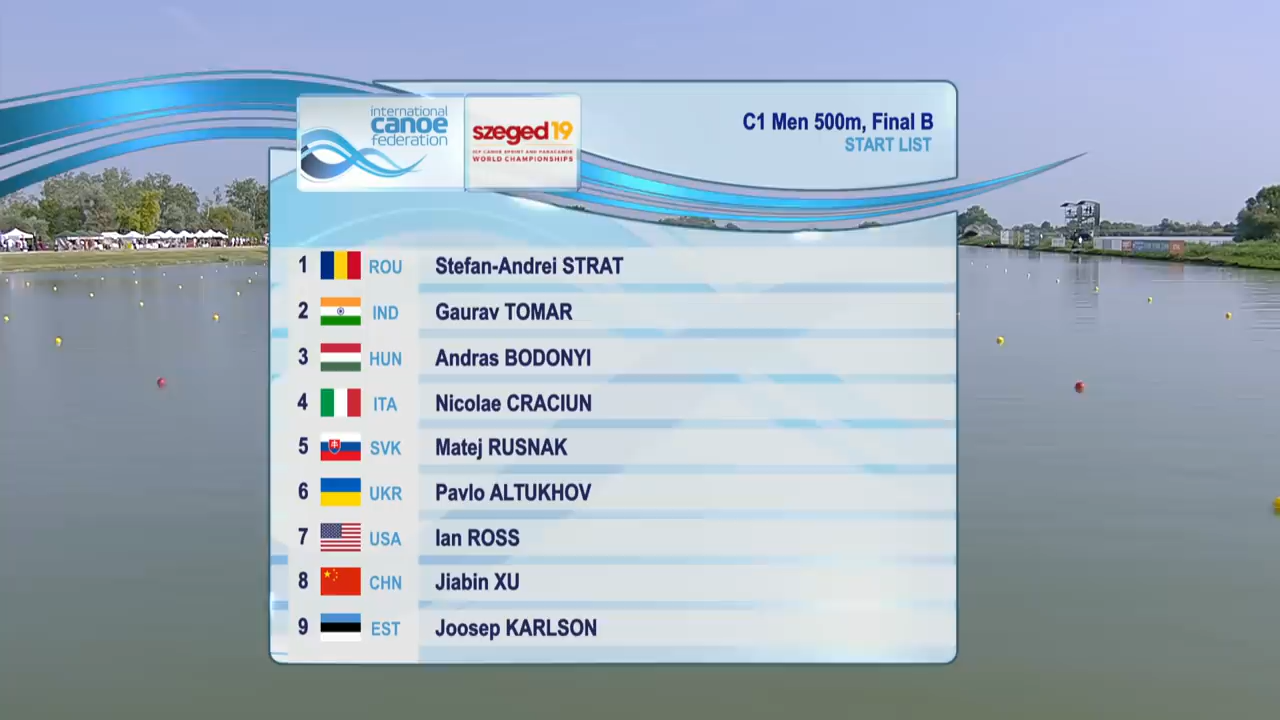 international
canoe
federation
szeged19
ICF CANOE SPRINT AND PARACANOE
WORLD CHAMPIONSHIPS
C1 Men 500m, Final B
START LIST
1 ROU Stefan-Andrei STRAT
2 IND Gaurav TOMAR
3 HUN Andras BODONYI
4 ITA Nicolae CRACIUN
5 SVK Matej RUSNAK
6 UKR Pavlo ALTUKHOV
7 USA Ian ROSS
8 CHN Jiabin XU
9 EST Joosep KARLSON